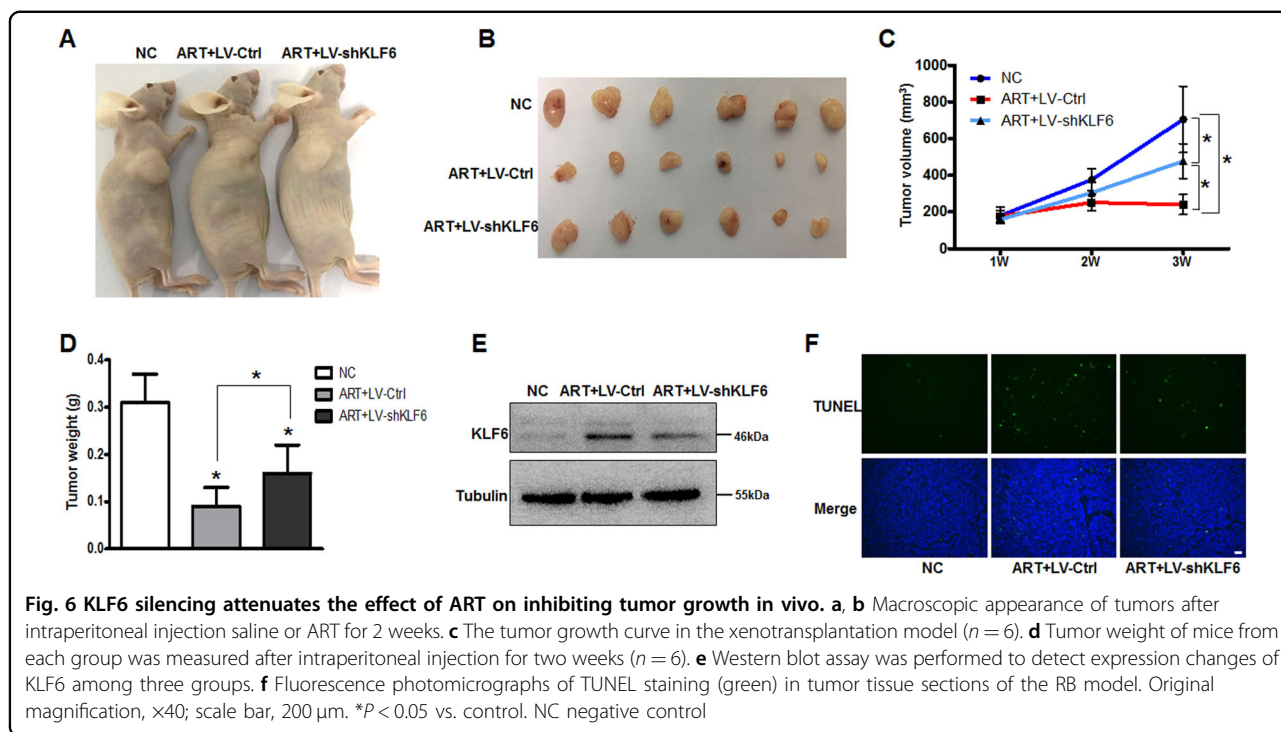 A
NC ART+LV-Ctrl ART+LV-shKLF6
B
NC
ART+LV-Ctrl
ART+LV-shKLF6
C
NC
ART+LV-Ctrl
ART+LV-shKLF6
Tumor volume (mm³)
1000
800
600
400
200
0
1W 2W 3W
*
*
*
D
Tumor weight (g)
0.4
0.3
0.2
0.1
0.0
*
*
*
NC
ART+LV-Ctrl
ART+LV-shKLF6
E
NC ART+LV-Ctrl ART+LV-shKLF6
KLF6 46kDa
Tubulin 55kDa
F
TUNEL
Merge
NC ART+LV-Ctrl ART+LV-shKLF6
Fig. 6 KLF6 silencing attenuates the effect of ART on inhibiting tumor growth in vivo. a, b Macroscopic appearance of tumors after
intraperitoneal injection saline or ART for 2 weeks. c The tumor growth curve in the xenotransplantation model (n = 6). d Tumor weight of mice from
each group was measured after intraperitoneal injection for two weeks (n = 6). e Western blot assay was performed to detect expression changes of
KLF6 among three groups. f Fluorescence photomicrographs of TUNEL staining (green) in tumor tissue sections of the RB model. Original
magnification, ×40; scale bar, 200 μm. *P < 0.05 vs. control. NC negative control